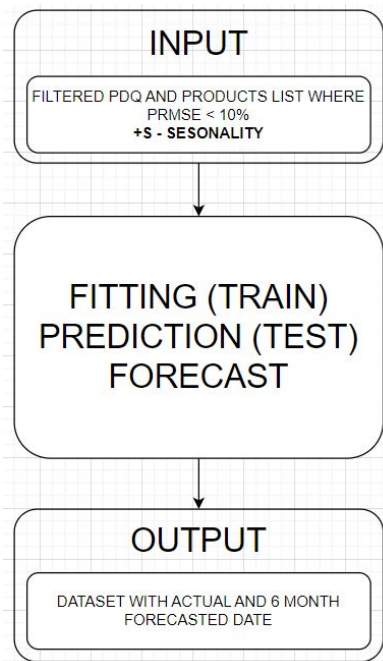 INPUT
FILTERED PDQ AND PRODUCTS LIST WHERE
PRMSE < 10%
+S - SESONALITY
FITTING (TRAIN)
PREDICTION (TEST)
FORECAST
OUTPUT
DATASET WITH ACTUAL AND 6 MONTH
FORECASTED DATE